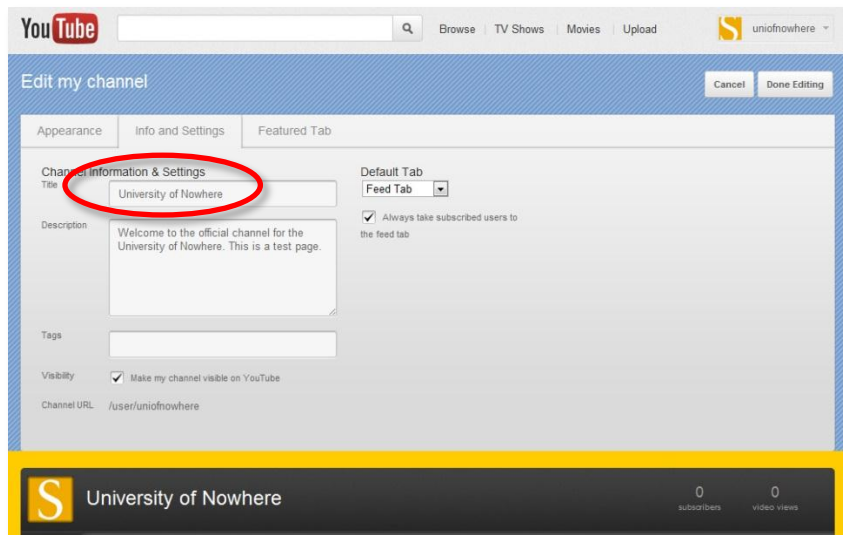 YouTube Browse TV Shows Movies Upload S uniofnowhere
Edit my channel Cancel Done Editing
Appearance Info and Settings Featured Tab
Channel Information & Settings Default Tab
Title University of Nowhere Feed Tab
Always take subscribed users to
the feed tab
Description Welcome to the official channel for the
University of Nowhere. This is a test page.
Tags
Visibility Make my channel visible on YouTube
Channel URL /user/uniofnowhere
S University of Nowhere 0 0
subscribers video views